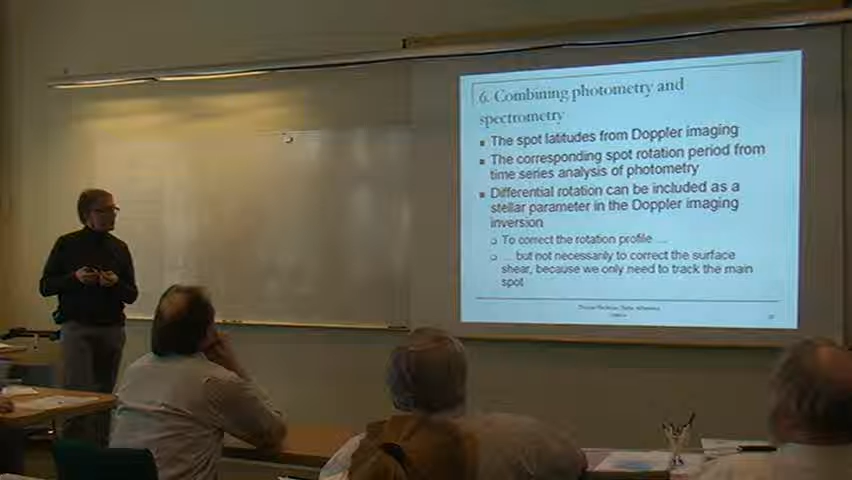 6. Combining photometry and
spectrometry
The spot latitudes from Doppler imaging
The corresponding spot rotation period from
time series analysis of photometry
Differential rotation can be included as a
stellar parameter in the Doppler imaging
inversion
To correct the rotation profile ...
... but not necessarily to correct the surface
shear, because we only need to track the main
spot